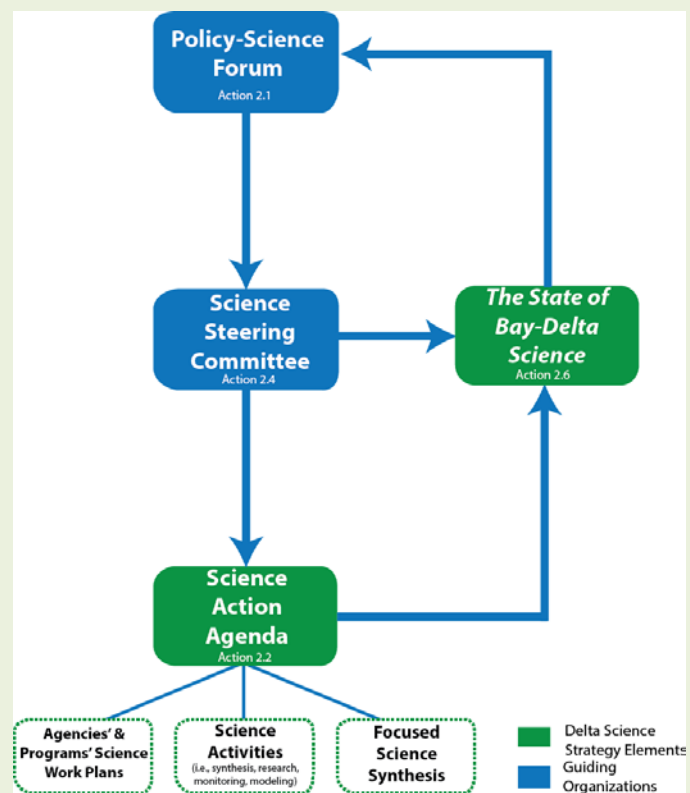 Policy-Science
Forum
Action 2.1
Science
Steering
Committee
Action 2.4
The State of
Bay-Delta
Science
Action 2.6
Science
Action
Agenda
Action 2.2
Agencies' &
Programs' Science
Work Plans
Science
Activities
(i.e., synthesis, research,
monitoring, modeling)
Focused
Science
Synthesis
Delta Science
Strategy Elements
Guiding
Organizations